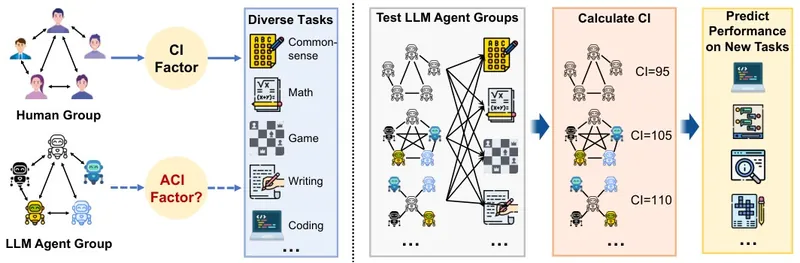 Human Group
CI
Factor
LLM Agent Group
ACI
Factor?
Diverse Tasks
Common-
sense
Math
Game
Writing
Coding
...
Test LLM Agent Groups
...
...
Calculate CI
CI=95
CI=105
CI=110
...
Predict
Performance
on New Tasks
...